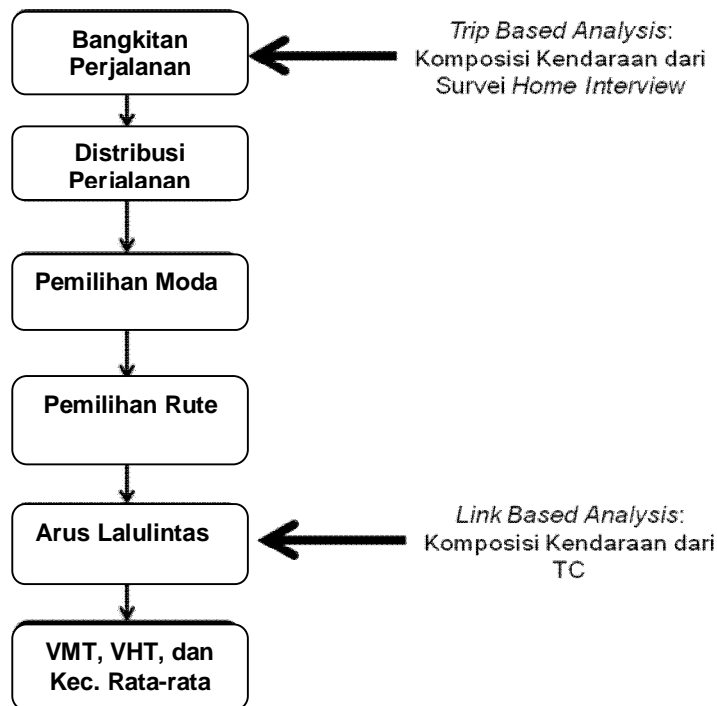 Bangkitan
Perjalanan
Trip Based Analysis:
Komposisi Kendaraan dari
Survei Home Interview
Distribusi
Perjalanan
Pemilihan Moda
Pemilihan Rute
Arus Lalulintas
Link Based Analysis:
Komposisi Kendaraan dari
TC
VMT, VHT, dan
Kec. Rata-rata